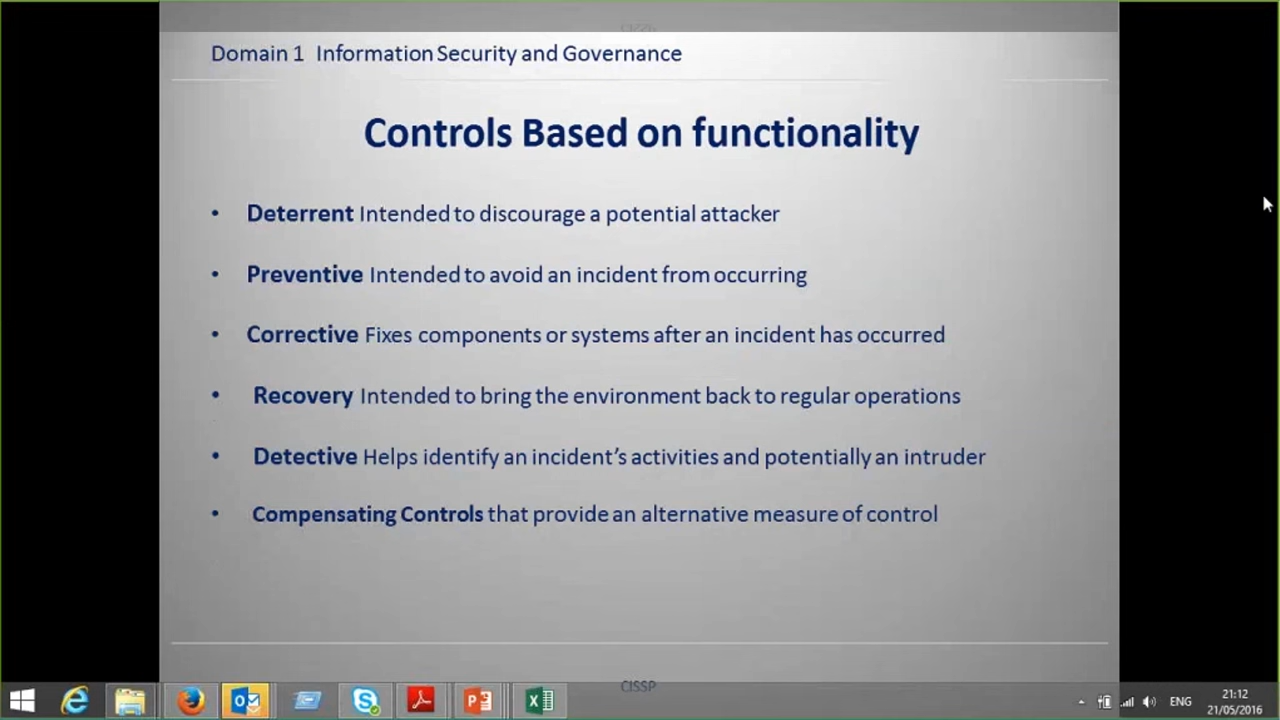 Domain 1 Information Security and Governance
Controls Based on functionality
• Deterrent Intended to discourage a potential attacker
• Preventive Intended to avoid an incident from occurring
• Corrective Fixes components or systems after an incident has occurred
• Recovery Intended to bring the environment back to regular operations
• Detective Helps identify an incident's activities and potentially an intruder
• Compensating Controls that provide an alternative measure of control
CISSP
ENG
21:12
21/05/2016